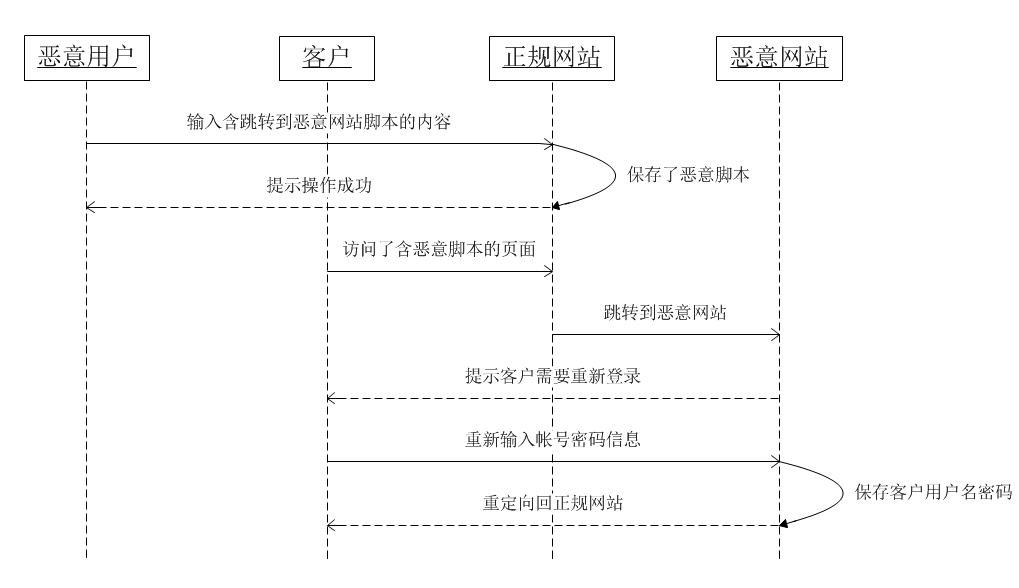 恶意用户
客户
正规网站
恶意网站
输入含跳转到恶意网站脚本的内容
保存了恶意脚本
提示操作成功
访问了含恶意脚本的页面
跳转到恶意网站
提示客户需要重新登录
重新输入帐号密码信息
保存客户用户名密码
重定向回正规网站